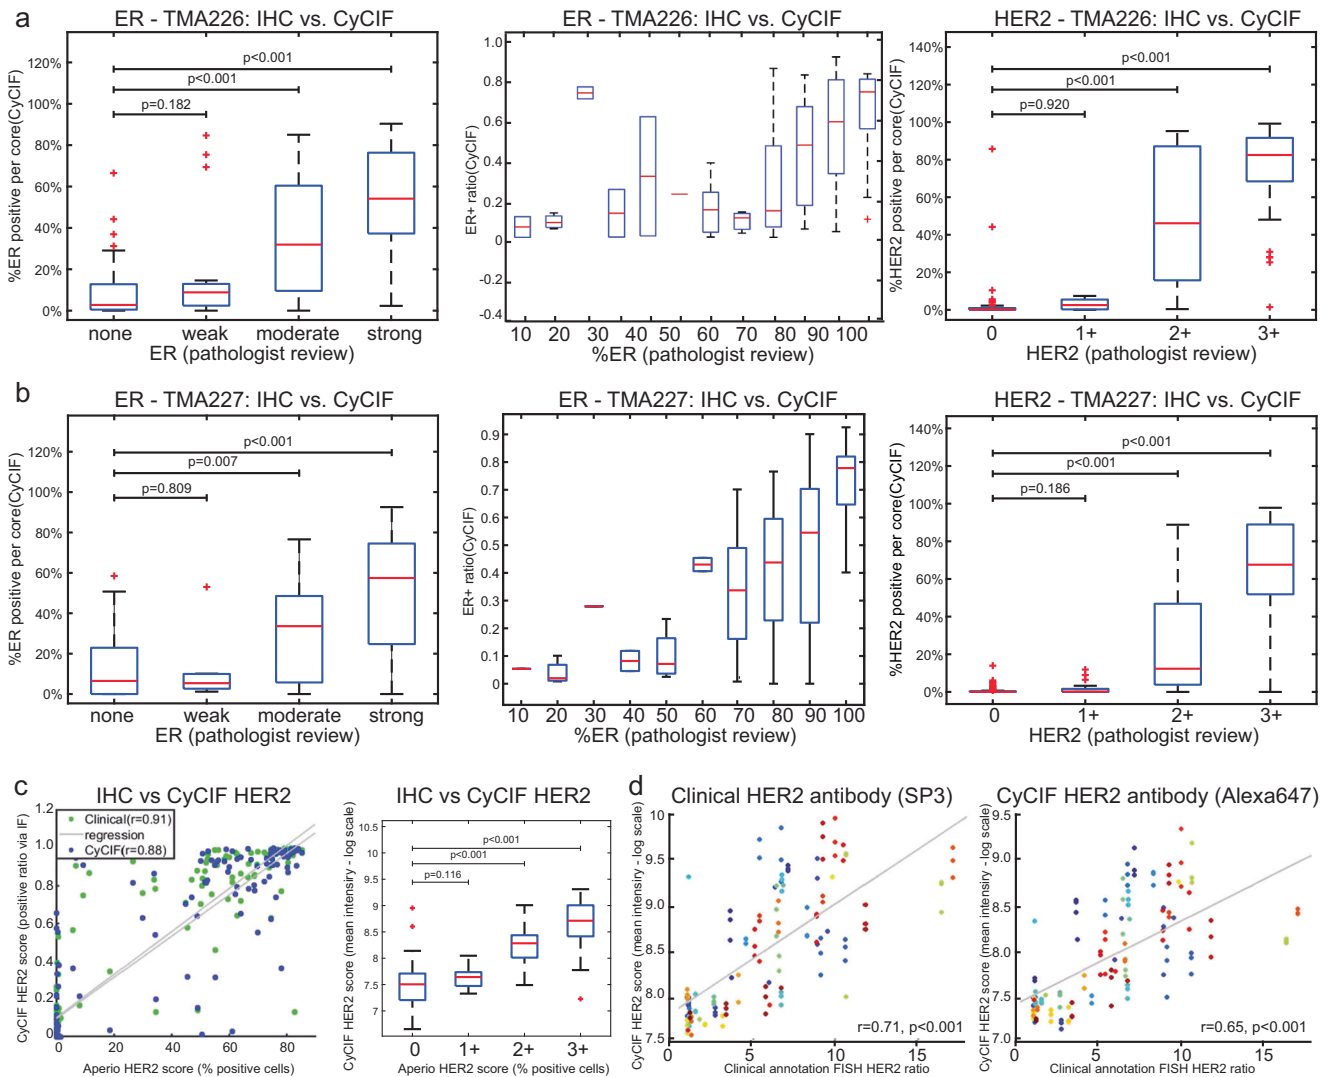 a
ER - TMA226: IHC vs. CyCIF
%ER positive per core(CyCIF)
120%
100%
80%
60%
40%
20%
0%
p<0.001
p<0.001
p=0.182
none weak moderate strong
ER (pathologist review)
ER - TMA226: IHC vs. CyCIF
ER+ ratio(CyCIF)
1.0
0.8
0.6
0.4
0.2
0
-0.2
-0.4
10 20 30 40 50 60 70 80 90 100
%ER (pathologist review)
HER2 - TMA226: IHC vs. CyCIF
%HER2 positive per core(CyCIF)
140%
120%
100%
80%
60%
40%
20%
0%
p<0.001
p<0.001
p=0.920
0 1+ 2+ 3+
HER2 (pathologist review)
b
ER - TMA227: IHC vs. CyCIF
%ER positive per core(CyCIF)
120%
100%
80%
60%
40%
20%
0%
p<0.001
p=0.007
p=0.809
none weak moderate strong
ER (pathologist review)
ER - TMA227: IHC vs. CyCIF
ER+ ratio(CyCIF)
0.9
0.8
0.7
0.6
0.5
0.4
0.3
0.2
0.1
0
10 20 30 40 50 60 70 80 90 100
%ER (pathologist review)
HER2 - TMA227: IHC vs. CyCIF
%HER2 positive per core(CyCIF)
140%
120%
100%
80%
60%
40%
20%
0%
p<0.001
p<0.001
p=0.186
0 1+ 2+ 3+
HER2 (pathologist review)
c
IHC vs CyCIF HER2
CyCIF HER2 score (positive ratio via IF)
1.2
1.0
0.8
0.6
0.4
0.2
0
Clinical(r=0.91)
regression
CyCIF(r=0.88)
0 20 40 60 80
Aperio HER2 score (% positive cells)
IHC vs CyCIF HER2
CyCIF HER2 score (mean intensity - log scale)
10.5
10
9.5
9
8.5
8
7.5
7
p<0.001
p<0.001
p=0.116
0 1+ 2+ 3+
Aperio HER2 score (% positive cells)
d
Clinical HER2 antibody (SP3)
CyCIF HER2 score (mean intensiry - log scale)
10
9.5
9.0
8.5
8.0
7.5
r=0.71, p<0.001
0 5 10 15
Clinical annotation FISH HER2 ratio
CyCIF HER2 antibody (Alexa647)
CyCIF HER2 score (mean intensiry - log scale)
9.5
9.0
8.5
8.0
7.5
7.0
r=0.65, p<0.001
0 5 10 15
Clinical annotation FISH HER2 ratio